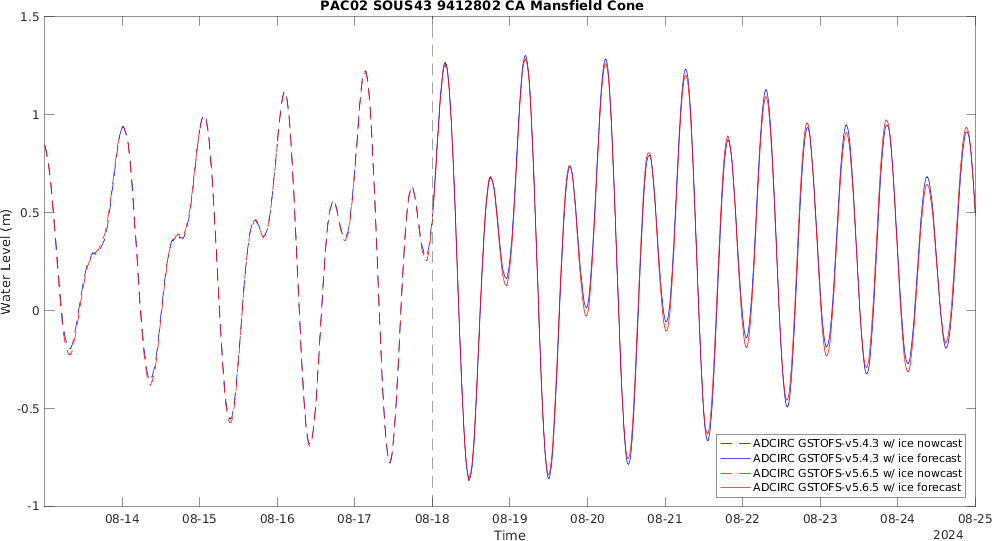 PAC02 SOUS43 9412802 CA Mansfield Cone
1.5
1
0.5
0
-0.5
-1
Water Level (m)
08-14 08-15 08-16 08-17 08-18 08-19 08-20 08-21 08-22 08-23 08-24 08-25
Time
2024
ADCIRC GSTOFS-v5.4.3 w/ ice nowcast
ADCIRC GSTOFS-v5.4.3 w/ ice forecast
ADCIRC GSTOFS-v5.6.5 w/ ice nowcast
ADCIRC GSTOFS-v5.6.5 w/ ice forecast